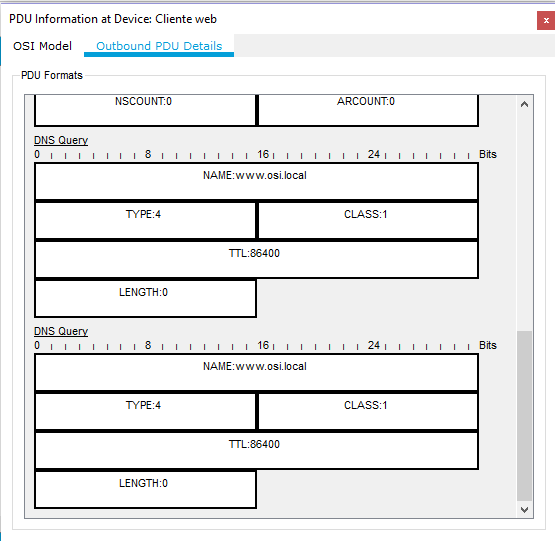 PDU Information at Device: Cliente web
x
OSI Model Outbound PDU Details
PDU Formats
NSCOUNT:0 ARCOUNT:0
DNS Query
0 8 16 24 Bits
NAME:www.osi.local
TYPE:4 CLASS:1
TTL:86400
LENGTH:0
DNS Query
0 8 16 24 Bits
NAME:www.osi.local
TYPE:4 CLASS:1
TTL:86400
LENGTH:0